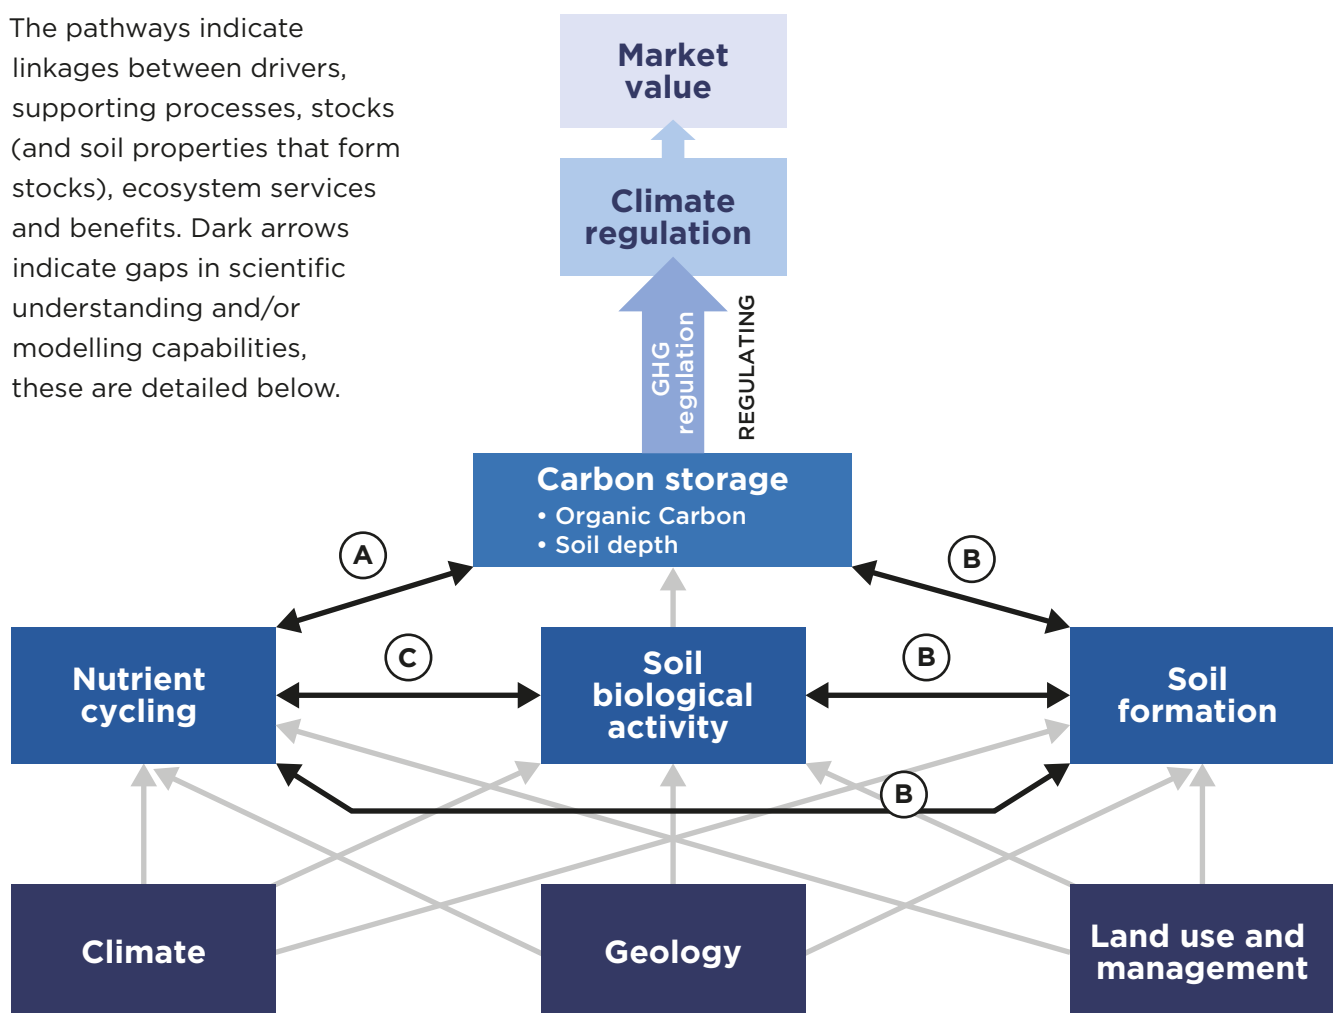 The pathways indicate
linkages between drivers,
supporting processes, stocks
(and soil properties that form
stocks), ecosystem services
and benefits. Dark arrows
indicate gaps in scientific
understanding and/or
modelling capabilities,
these are detailed below.
Market
value
Climate
regulation
GHG
regulation
REGULATING
Carbon storage
• Organic Carbon
• Soil depth
A
B
C
B
Nutrient
cycling
Soil
biological
activity
Soil
formation
B
Climate
Geology
Land use and
management